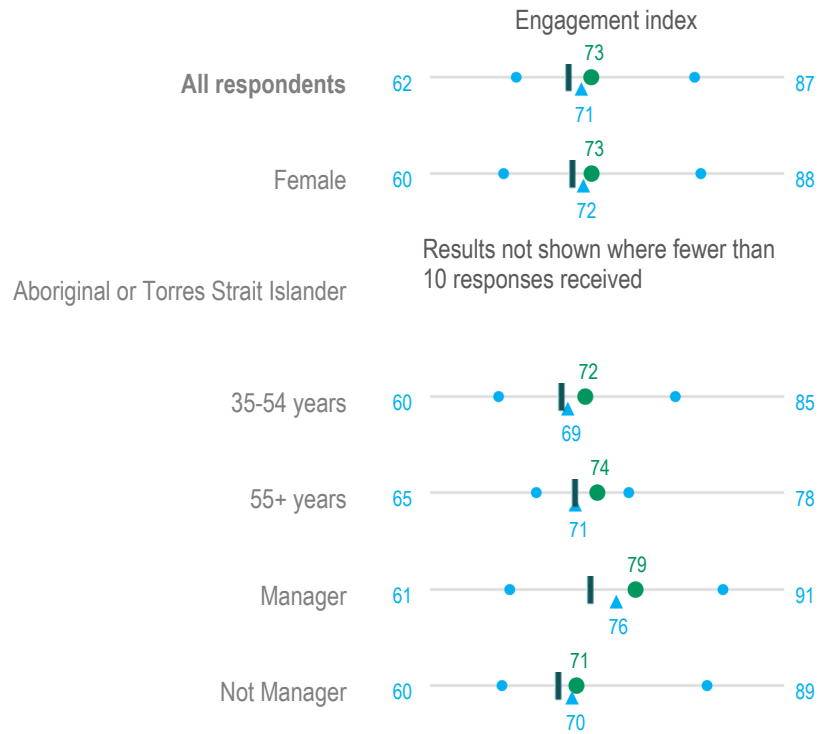 Engagement index
73
All respondents 62 87
71
73
Female 60 88
72
Results not shown where fewer than
10 responses received
Aboriginal or Torres Strait Islander
72
35-54 years 60 85
69
74
55+ years 65 78
71
79
Manager 61 91
76
71
Not Manager 60 89
70